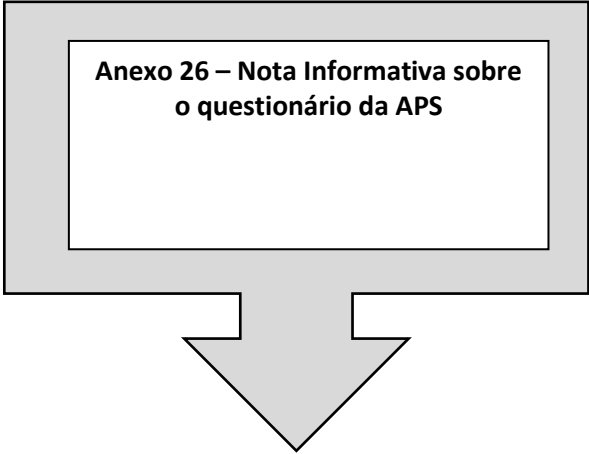 Anexo 26 – Nota Informativa sobre
o questionário da APS